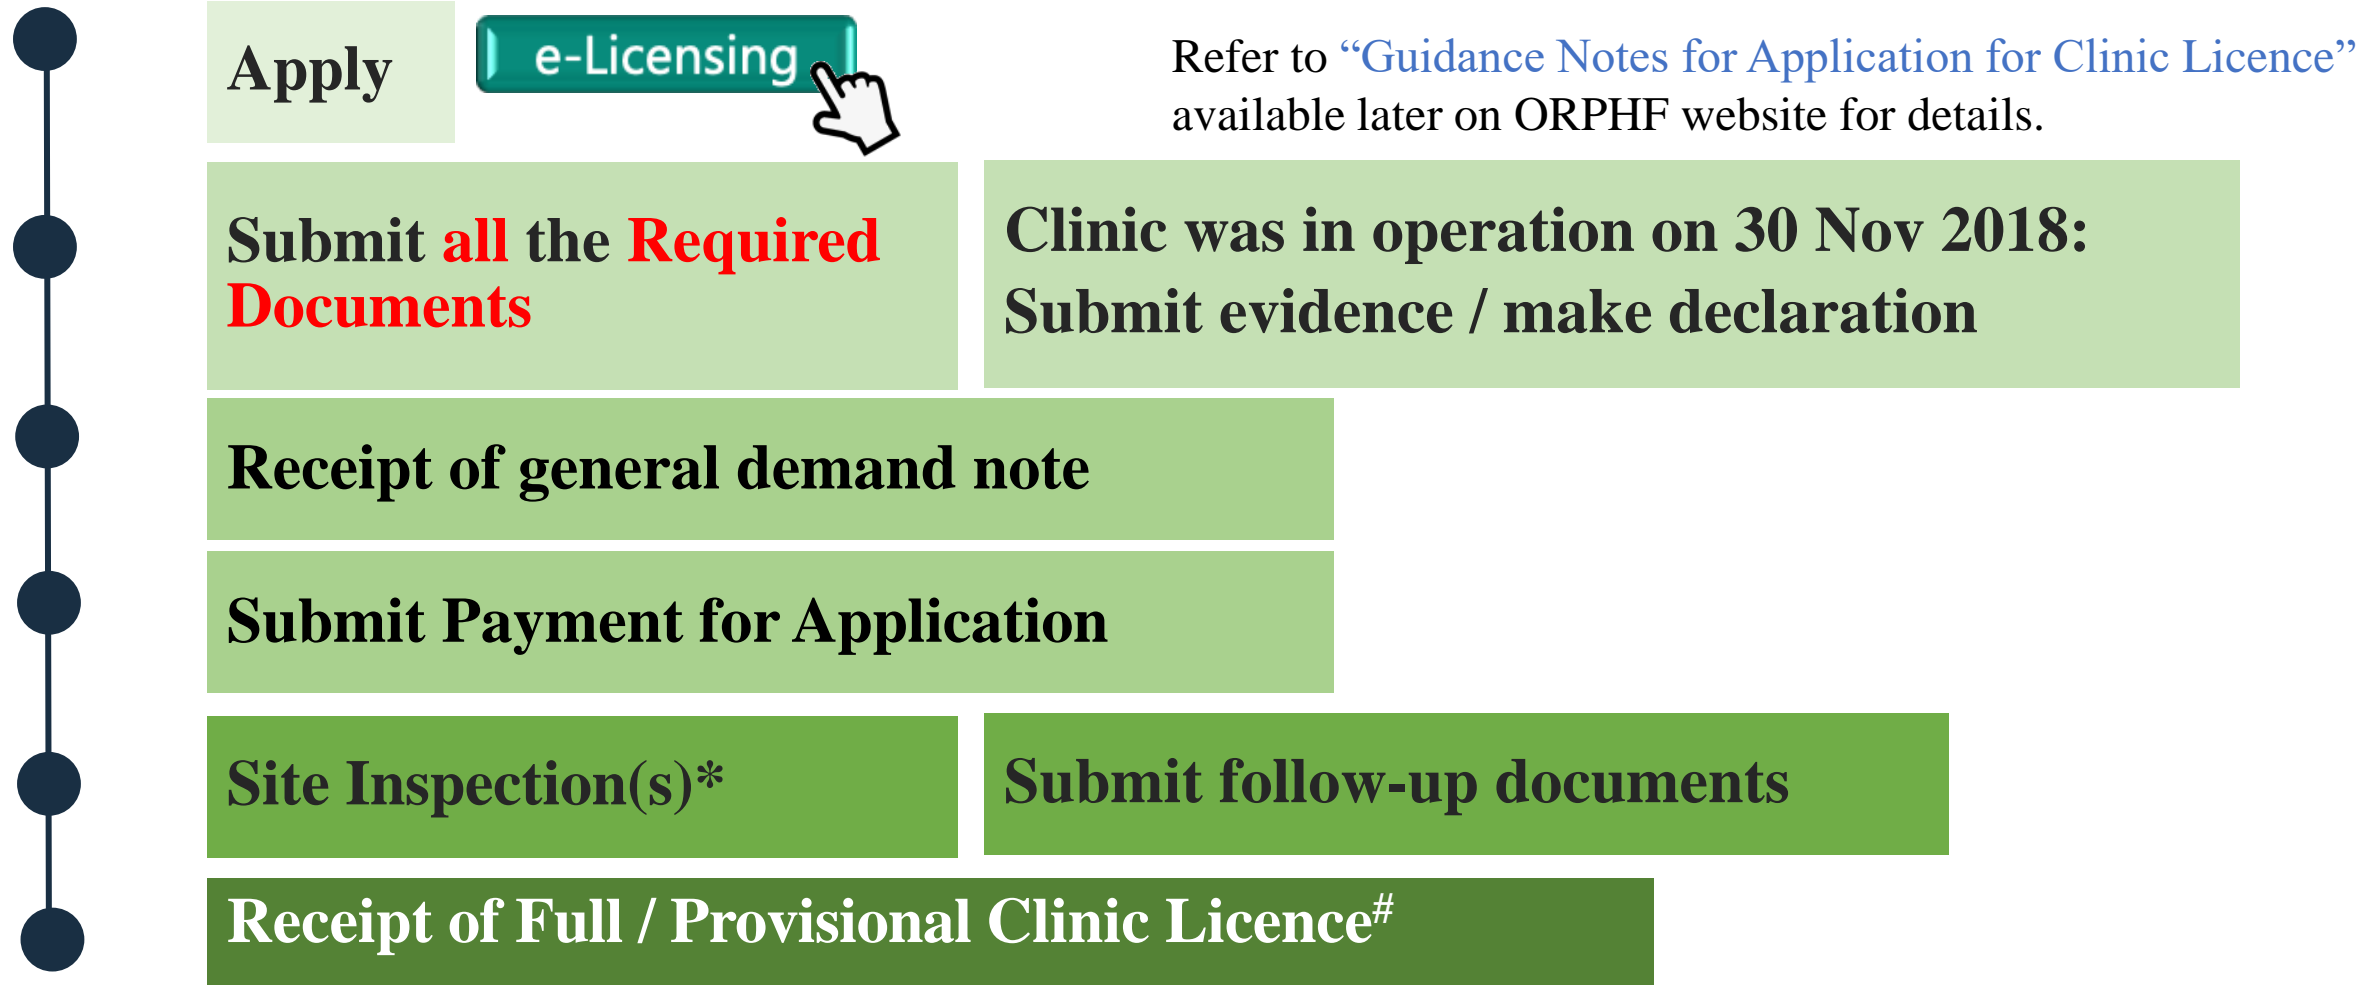 Apply
e-Licensing
Refer to “Guidance Notes for Application for Clinic Licence”
available later on ORPHF website for details.
Submit all the Required
Documents
Clinic was in operation on 30 Nov 2018:
Submit evidence / make declaration
Receipt of general demand note
Submit Payment for Application
Site Inspection(s)*
Submit follow-up documents
Receipt of Full / Provisional Clinic Licence#